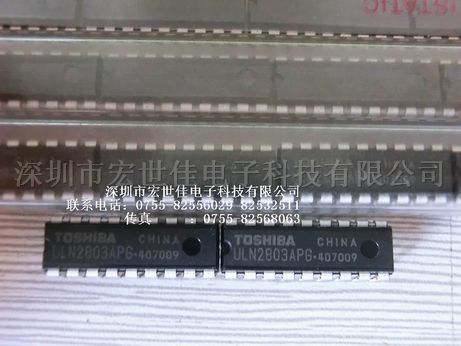 ISTATIC
深圳市宏世佳电子科技有限公司
深圳市宏世佳电子科技有限公司
联系电话: 0755-82556029 82532511
传真 : 0755-82568063
TOSHIBA CHINA
ULN2803APG·407009
TOSHIBA CHINA
ULN2803APG·407009